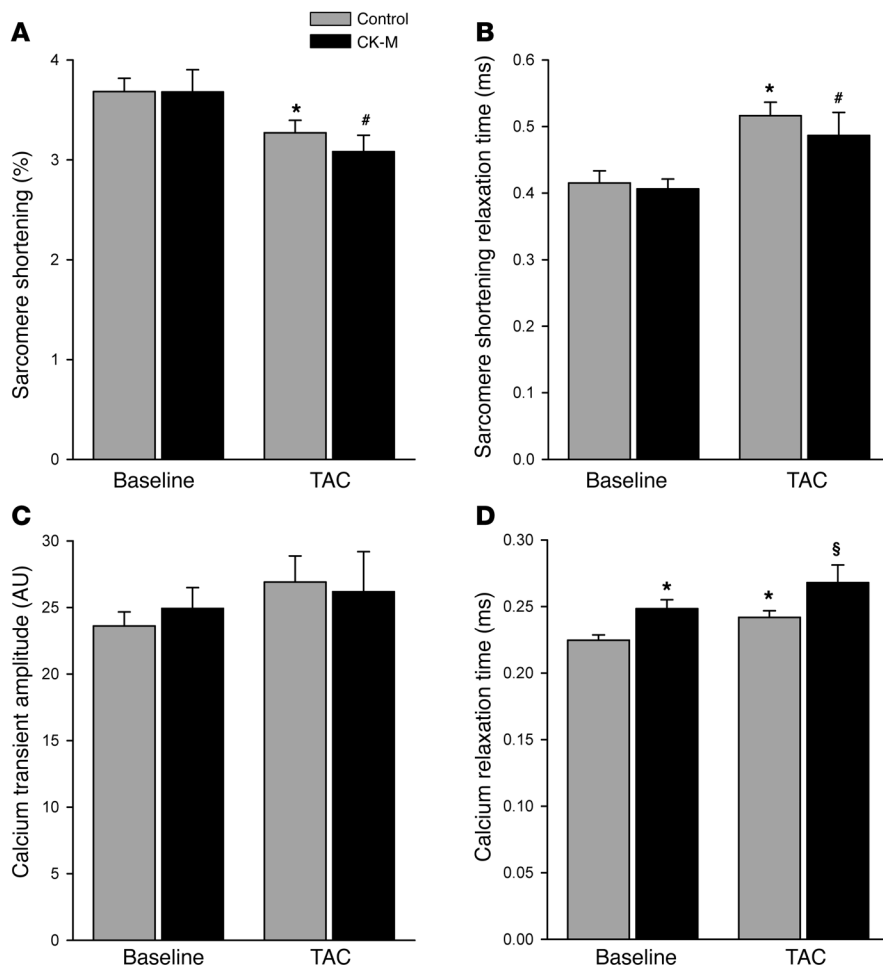 Control
CK-M
A
Sarcomere shortening (%)
4
3
2
1
0
*
#
Baseline
TAC
B
Sarcomere shortening relaxation time (ms)
0.6
0.5
0.4
0.3
0.2
0.1
0.0
*
#
Baseline
TAC
C
Calcium transient amplitude (AU)
30
25
20
15
10
5
0
Baseline
TAC
D
Calcium relaxation time (ms)
0.30
0.25
0.20
0.15
0.10
0.05
0.00
*
*
§
Baseline
TAC